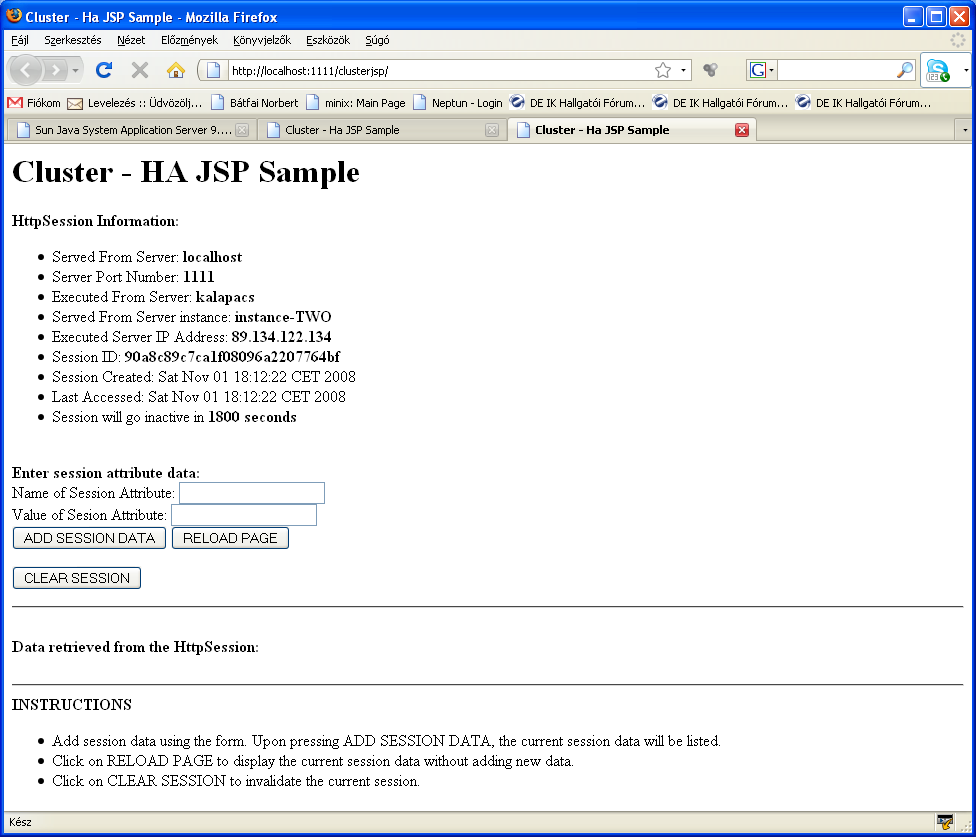 Cluster - Ha JSP Sample - Mozilla Firefox
Fájl Szerkesztés Nézet Előzmények Könyvjelzők Eszközök Súgó
http://localhost:1111/clusterjsp/
G
Fiókom Levelezés :: Üdvözölj... Bátfai Norbert minix: Main Page Neptun - Login DE IK Hallgatói Fórum... DE IK Hallgatói Fórum... DE IK Hallgatói Fórum...
Sun Java System Application Server 9.... Cluster - Ha JSP Sample Cluster - Ha JSP Sample
Cluster - HA JSP Sample
HttpSession Information:
• Served From Server: localhost
• Server Port Number: 1111
• Executed From Server: kalapacs
• Served From Server instance: instance-TWO
• Executed Server IP Address: 89.134.122.134
• Session ID: 90a8c89c7ca1f08096a2207764bf
• Session Created: Sat Nov 01 18:12:22 CET 2008
• Last Accessed: Sat Nov 01 18:12:22 CET 2008
• Session will go inactive in 1800 seconds
Enter session attribute data:
Name of Session Attribute:
Value of Sesion Attribute:
ADD SESSION DATA RELOAD PAGE
CLEAR SESSION
Data retrieved from the HttpSession:
INSTRUCTIONS
• Add session data using the form. Upon pressing ADD SESSION DATA, the current session data will be listed.
• Click on RELOAD PAGE to display the current session data without adding new data.
• Click on CLEAR SESSION to invalidate the current session.
Kész